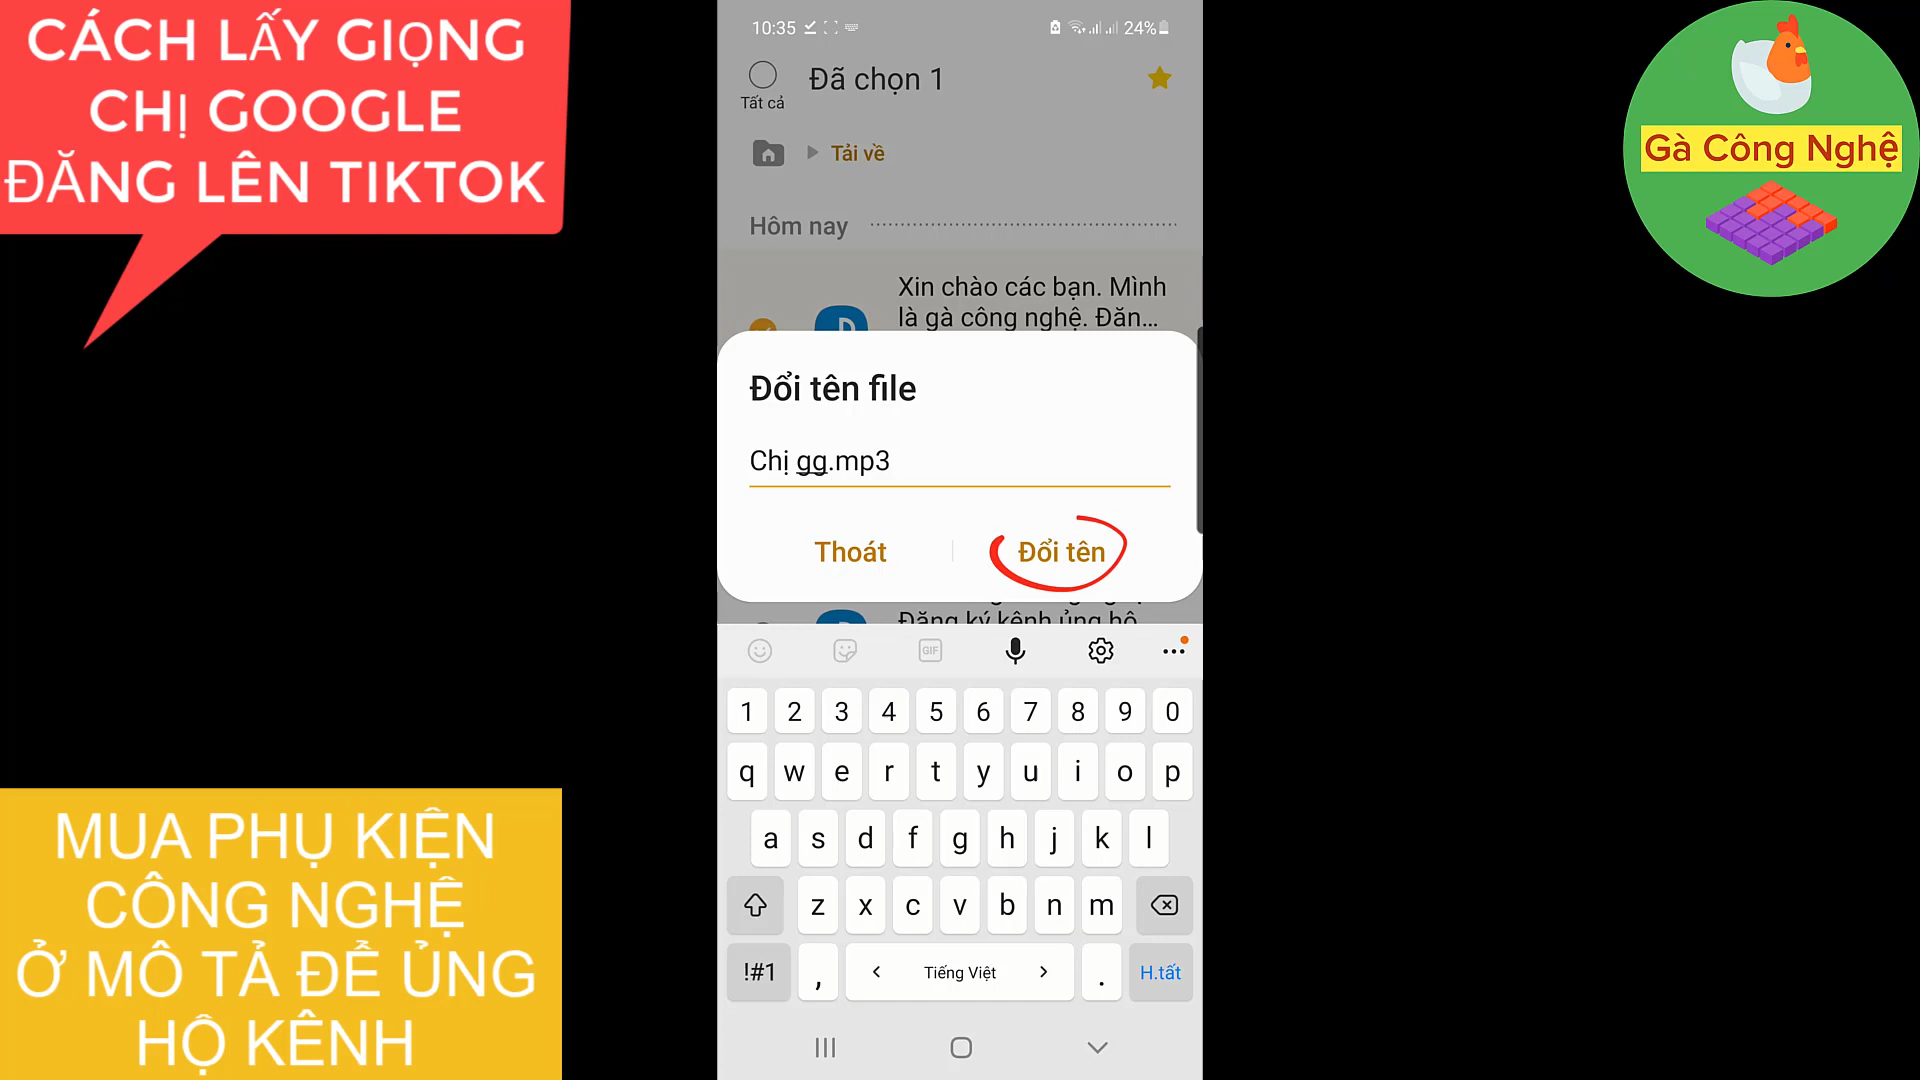 CÁCH LẤY GIỌNG
CHỊ GOOGLE
ĐĂNG LÊN TIKTOK
10:35
24%
Tất cả
Đã chọn 1
Tải về
Hôm nay
Xin chào các bạn. Mình
là gà công nghệ. Đăn...
Đổi tên file
Chị gg.mp3
Thoát
Đổi tên
Đăng ký kênh ủng hộ
GIF
1 2 3 4 5 6 7 8 9 0
q w e r t y u i o p
a s d f g h j k l
z x c v b n m
!#1 , < Tiếng Việt > . H.tất
Gà Công Nghệ
MUA PHỤ KIỆN
CÔNG NGHỆ
Ở MÔ TẢ ĐỂ ỦNG
HỘ KÊNH